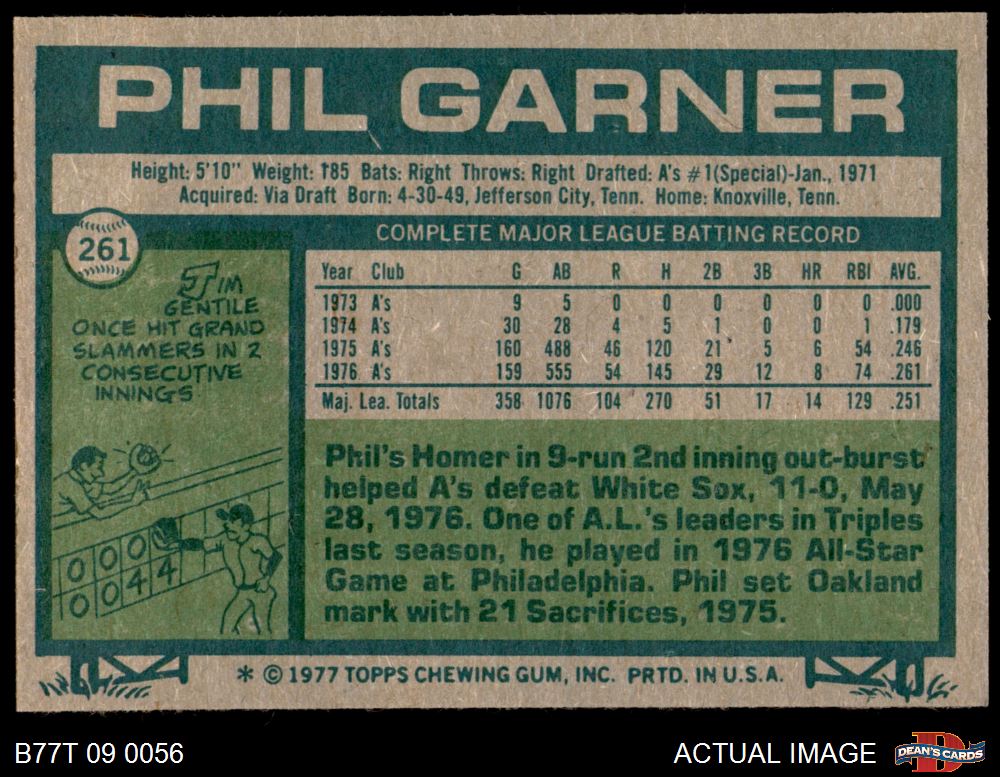 PHIL GARNER
Height: 5'10" Weight: 185 Bats: Right Throws: Right Drafted: A's #1(Special)-Jan., 1971
Acquired: Via Draft Born: 4-30-49, Jefferson City, Tenn. Home: Knoxville, Tenn.
261
JIM
GENTILE
ONCE HIT GRAND
SLAMMERS IN 2
CONSECUTIVE
INNINGS
0 0 0
0 0 4 4
COMPLETE MAJOR LEAGUE BATTING RECORD
Year Club G AB R H 2B 3B HR RBI AVG.
1973 A's 9 5 0 0 0 0 0 0 .000
1974 A's 30 28 4 5 1 0 0 1 .179
1975 A's 160 488 46 120 21 5 6 54 .246
1976 A's 159 555 54 145 29 12 8 74 .261
Maj. Lea. Totals 358 1076 104 270 51 17 14 129 .251
Phil's Homer in 9-run 2nd inning out-burst
helped A's defeat White Sox, 11-0, May
28, 1976. One of A.L.'s leaders in Triples
last season, he played in 1976 All-Star
Game at Philadelphia. Phil set Oakland
mark with 21 Sacrifices, 1975.
* © 1977 TOPPS CHEWING GUM, INC. PRTD. IN U.S.A.
B77T 09 0056
ACTUAL IMAGE
D
DEAN'S CARDS